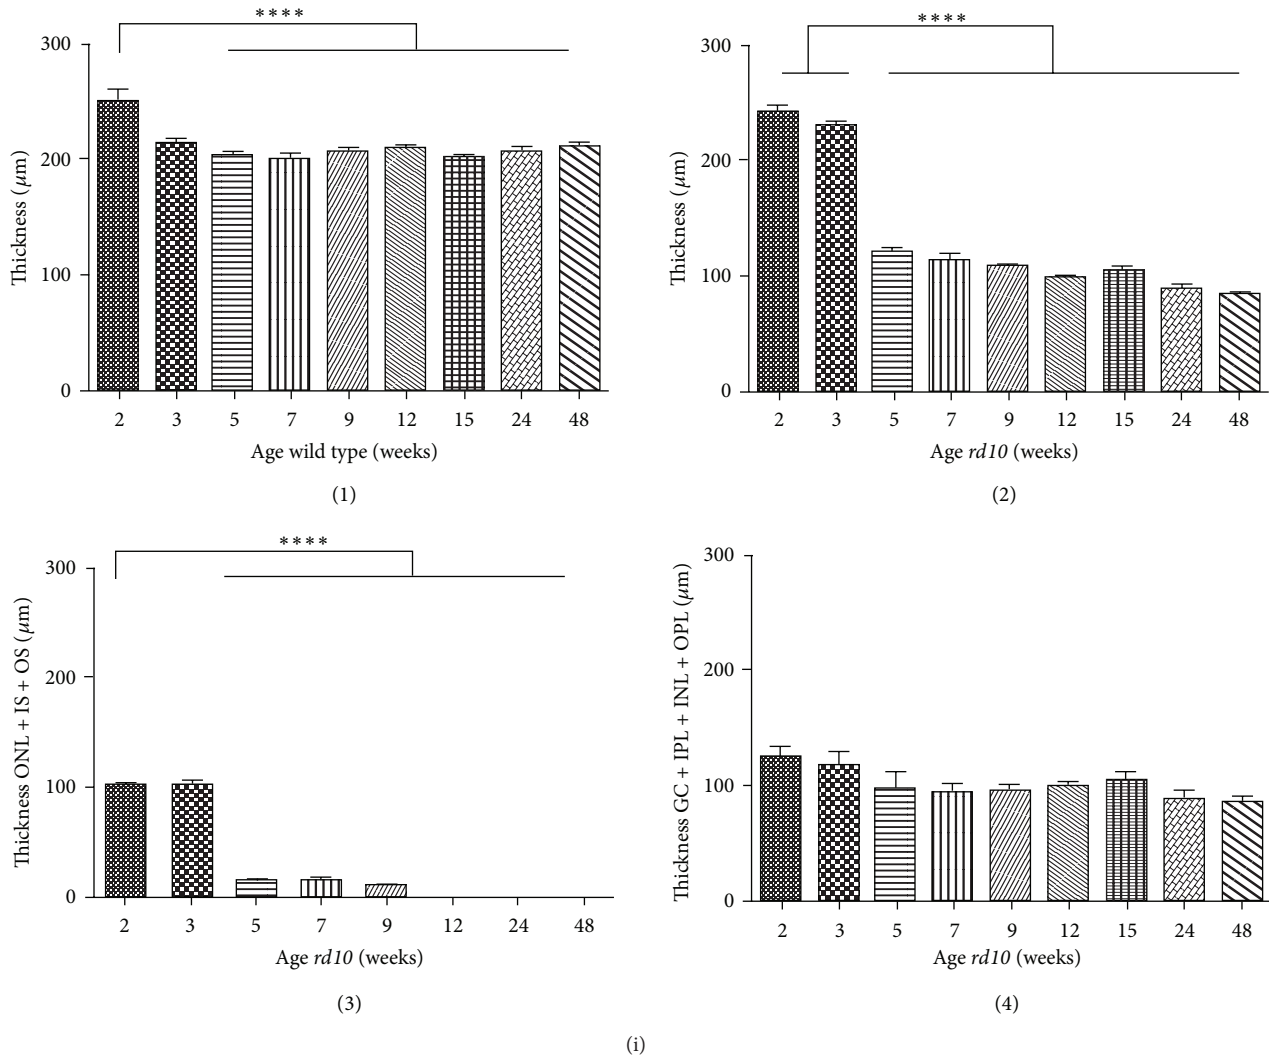 ****
300
200
100
0
Thickness (μm)
2 3 5 7 9 12 15 24 48
Age wild type (weeks)
(1)
****
300
200
100
0
Thickness (μm)
2 3 5 7 9 12 15 24 48
Age rd10 (weeks)
(2)
****
300
200
100
0
Thickness ONL + IS + OS (μm)
2 3 5 7 9 12 24 48
Age rd10 (weeks)
(3)
300
200
100
0
Thickness GC + IPL + INL + OPL (μm)
2 3 5 7 9 12 15 24 48
Age rd10 (weeks)
(4)
(i)